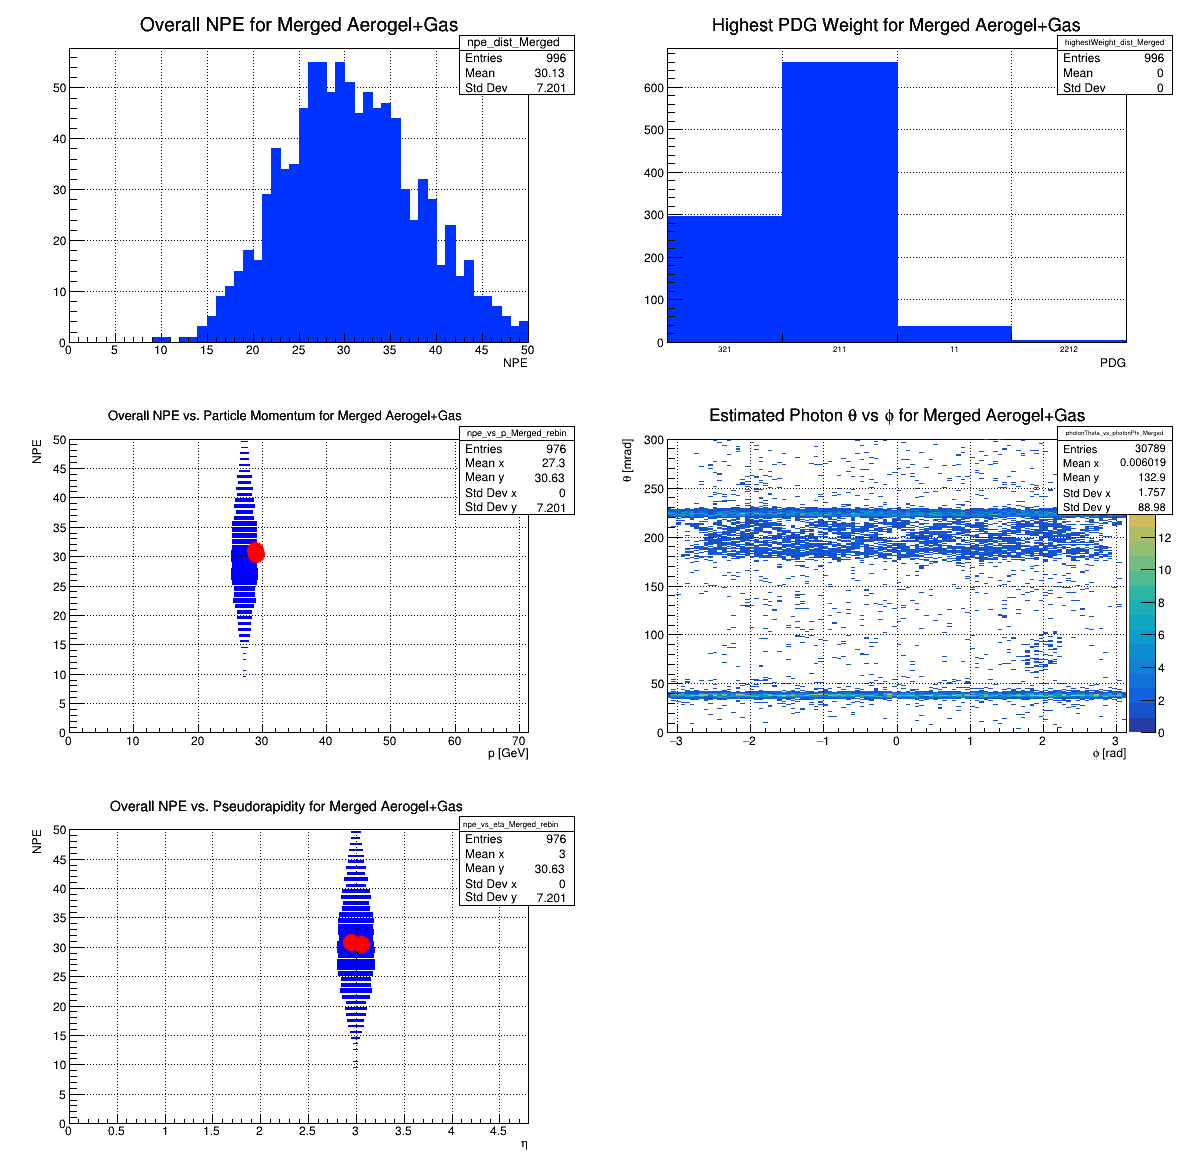 Overall NPE for Merged Aerogel+Gas
npe_dist_Merged
Entries 996
Mean 30.13
Std Dev 7.201
50
40
30
20
10
0
0 5 10 15 20 25 30 35 40 45 50
NPE
Highest PDG Weight for Merged Aerogel+Gas
highestWeight_dist_Merged
Entries 996
Mean 0
Std Dev 0
600
500
400
300
200
100
0
321 211 11 2212
PDG
Overall NPE vs. Particle Momentum for Merged Aerogel+Gas
npe_vs_p_Merged_rebin
Entries 976
Mean x 27.3
Mean y 30.63
Std Dev x 0
Std Dev y 7.201
NPE
50
45
40
35
30
25
20
15
10
5
0
0 10 20 30 40 50 60 70
p [GeV]
Estimated Photon θ vs ϕ for Merged Aerogel+Gas
photonTheta_vs_photonPhi_Merged
Entries 30789
Mean x 0.006019
Mean y 132.9
Std Dev x 1.757
Std Dev y 88.98
θ [mrad]
300
250
200
150
100
50
0
−3 −2 −1 0 1 2 3
ϕ [rad]
12
10
8
6
4
2
0
Overall NPE vs. Pseudorapidity for Merged Aerogel+Gas
npe_vs_eta_Merged_rebin
Entries 976
Mean x 3
Mean y 30.63
Std Dev x 0
Std Dev y 7.201
NPE
50
45
40
35
30
25
20
15
10
5
0
0 0.5 1 1.5 2 2.5 3 3.5 4 4.5
η